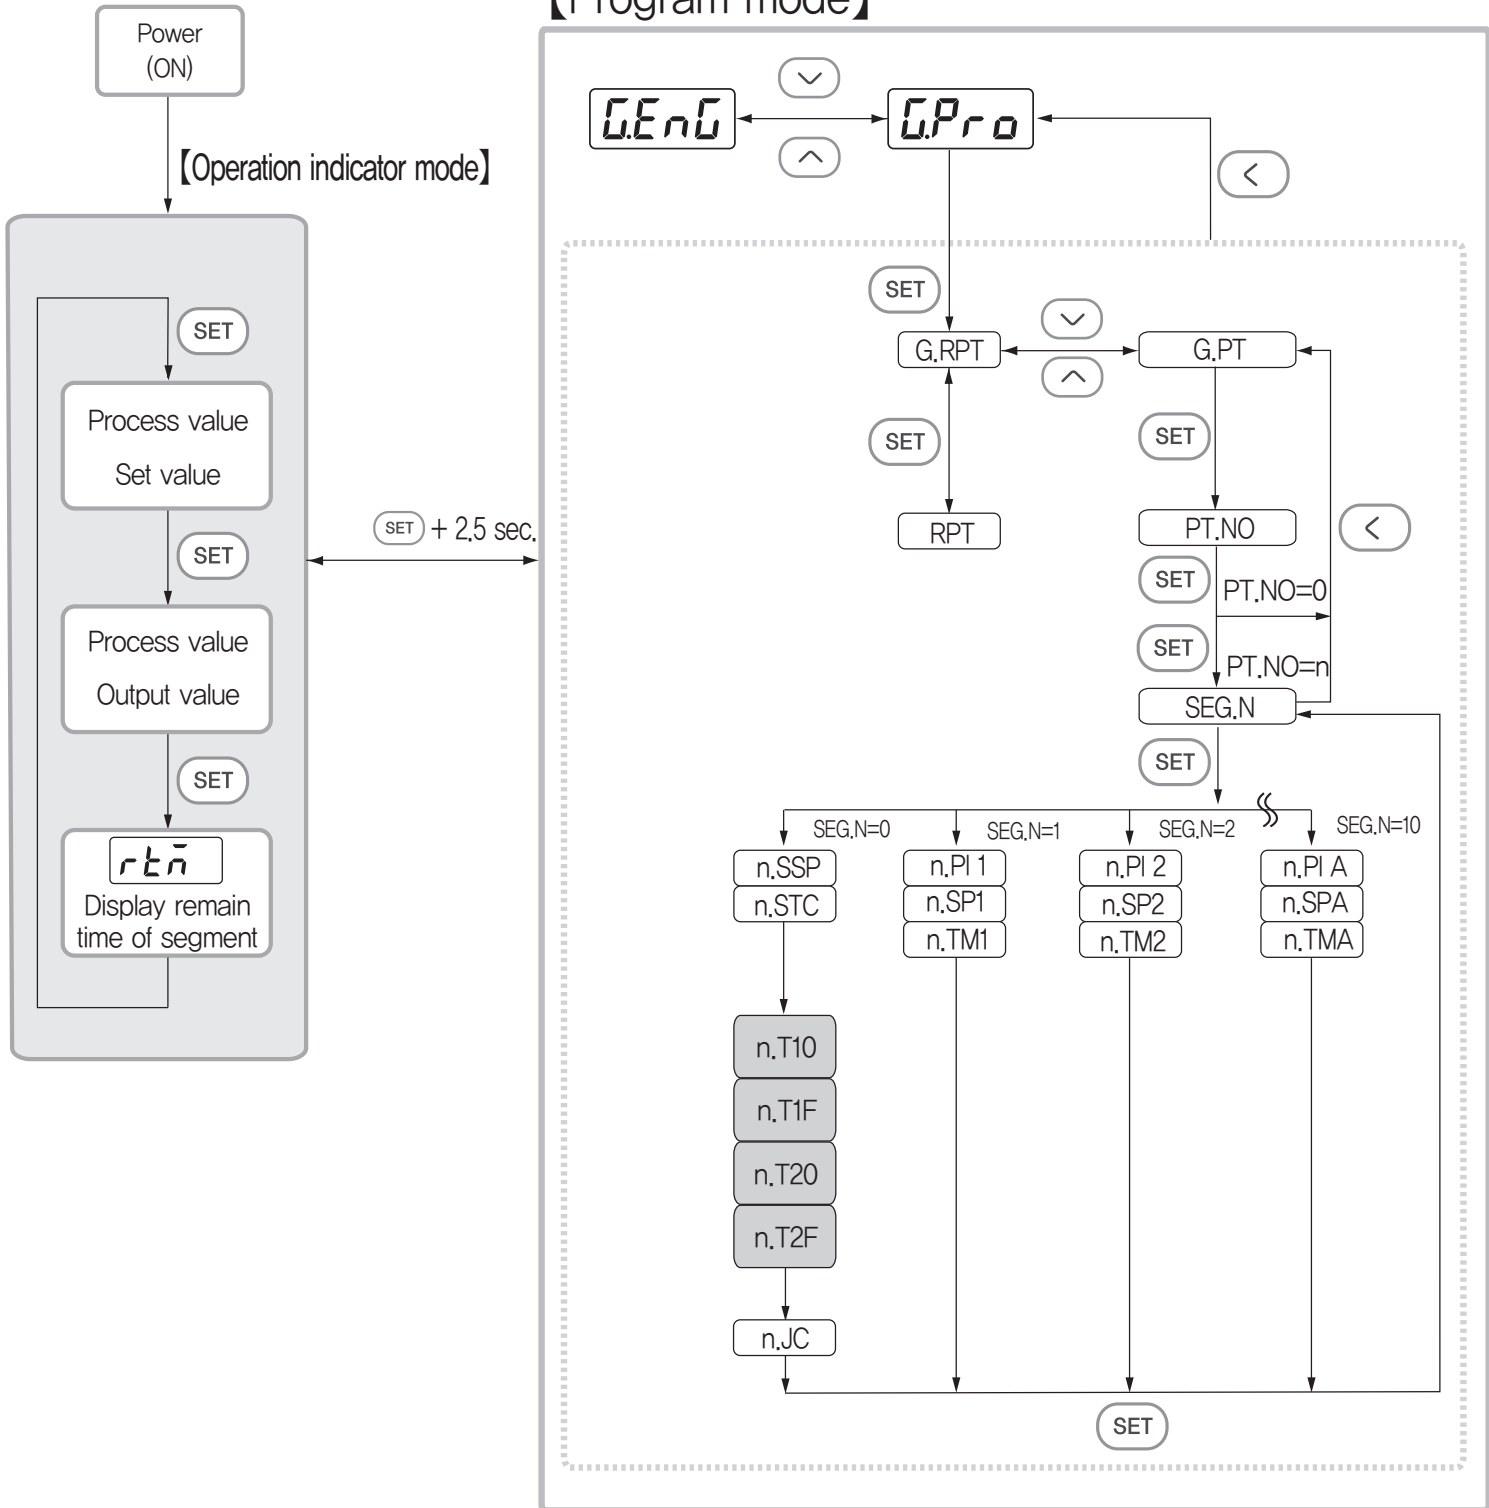 【Program mode】
Power
(ON)
【Operation indicator mode】
SET
Process value
Set value
SET
Process value
Output value
SET
rtm
Display remain
time of segment
SET + 2.5 sec.
G.EnG
G.Pro
SET
G.RPT
G.PT
SET
SET
RPT
PT.NO
SET
PT.NO=0
SET
PT.NO=n
SEG.N
SET
SEG.N=0
SEG.N=1
SEG.N=2
SEG.N=10
n.SSP
n.PI 1
n.PI 2
n.PI A
n.STC
n.SP1
n.SP2
n.SPA
n.TM1
n.TM2
n.TMA
n.T10
n.T1F
n.T20
n.T2F
n.JC
SET